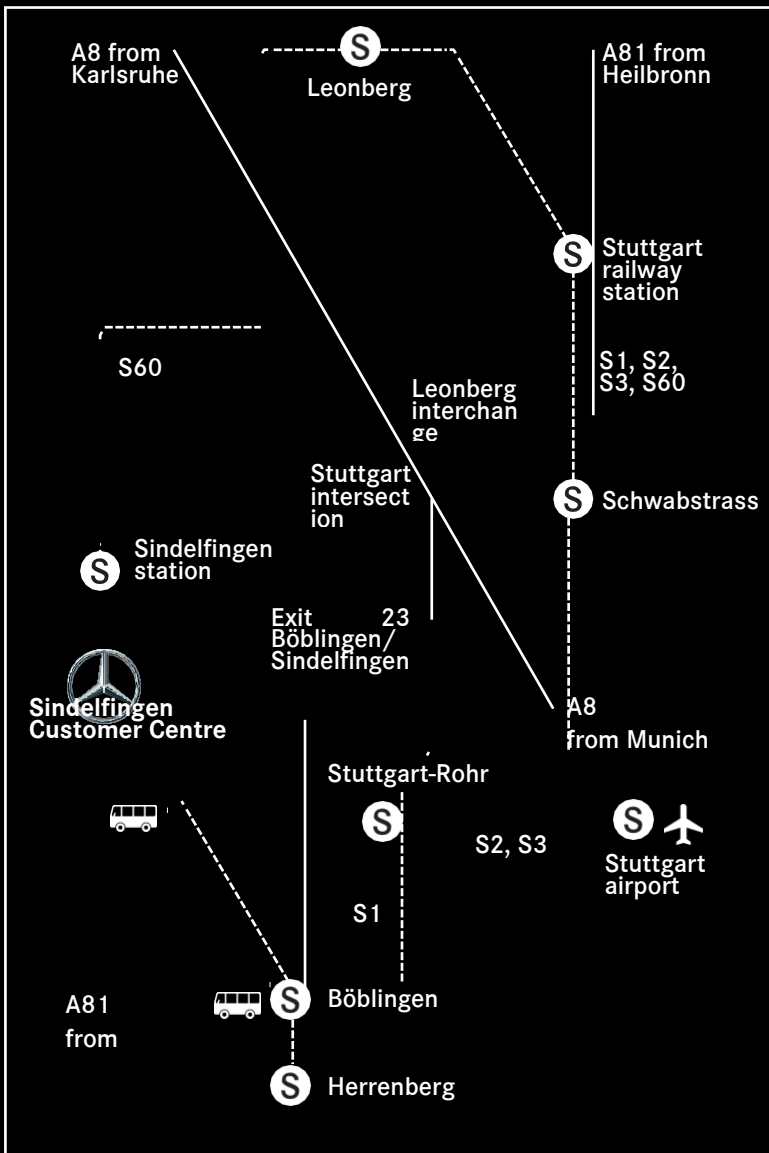 A8 from
Karlsruhe
S
Leonberg
A81 from
Heilbronn
S
Stuttgart
railway
station
S60
S1, S2,
S3, S60
Leonberg
interchan
ge
Stuttgart
intersect
ion
S
Schwabstrass
S
Sindelfingen
station
Exit 23
Böblingen/
Sindelfingen
Sindelfingen
Customer Centre
A8
from Munich
Stuttgart-Rohr
S
S2, S3
S
Stuttgart
airport
S1
A81
from
S
Böblingen
S
Herrenberg